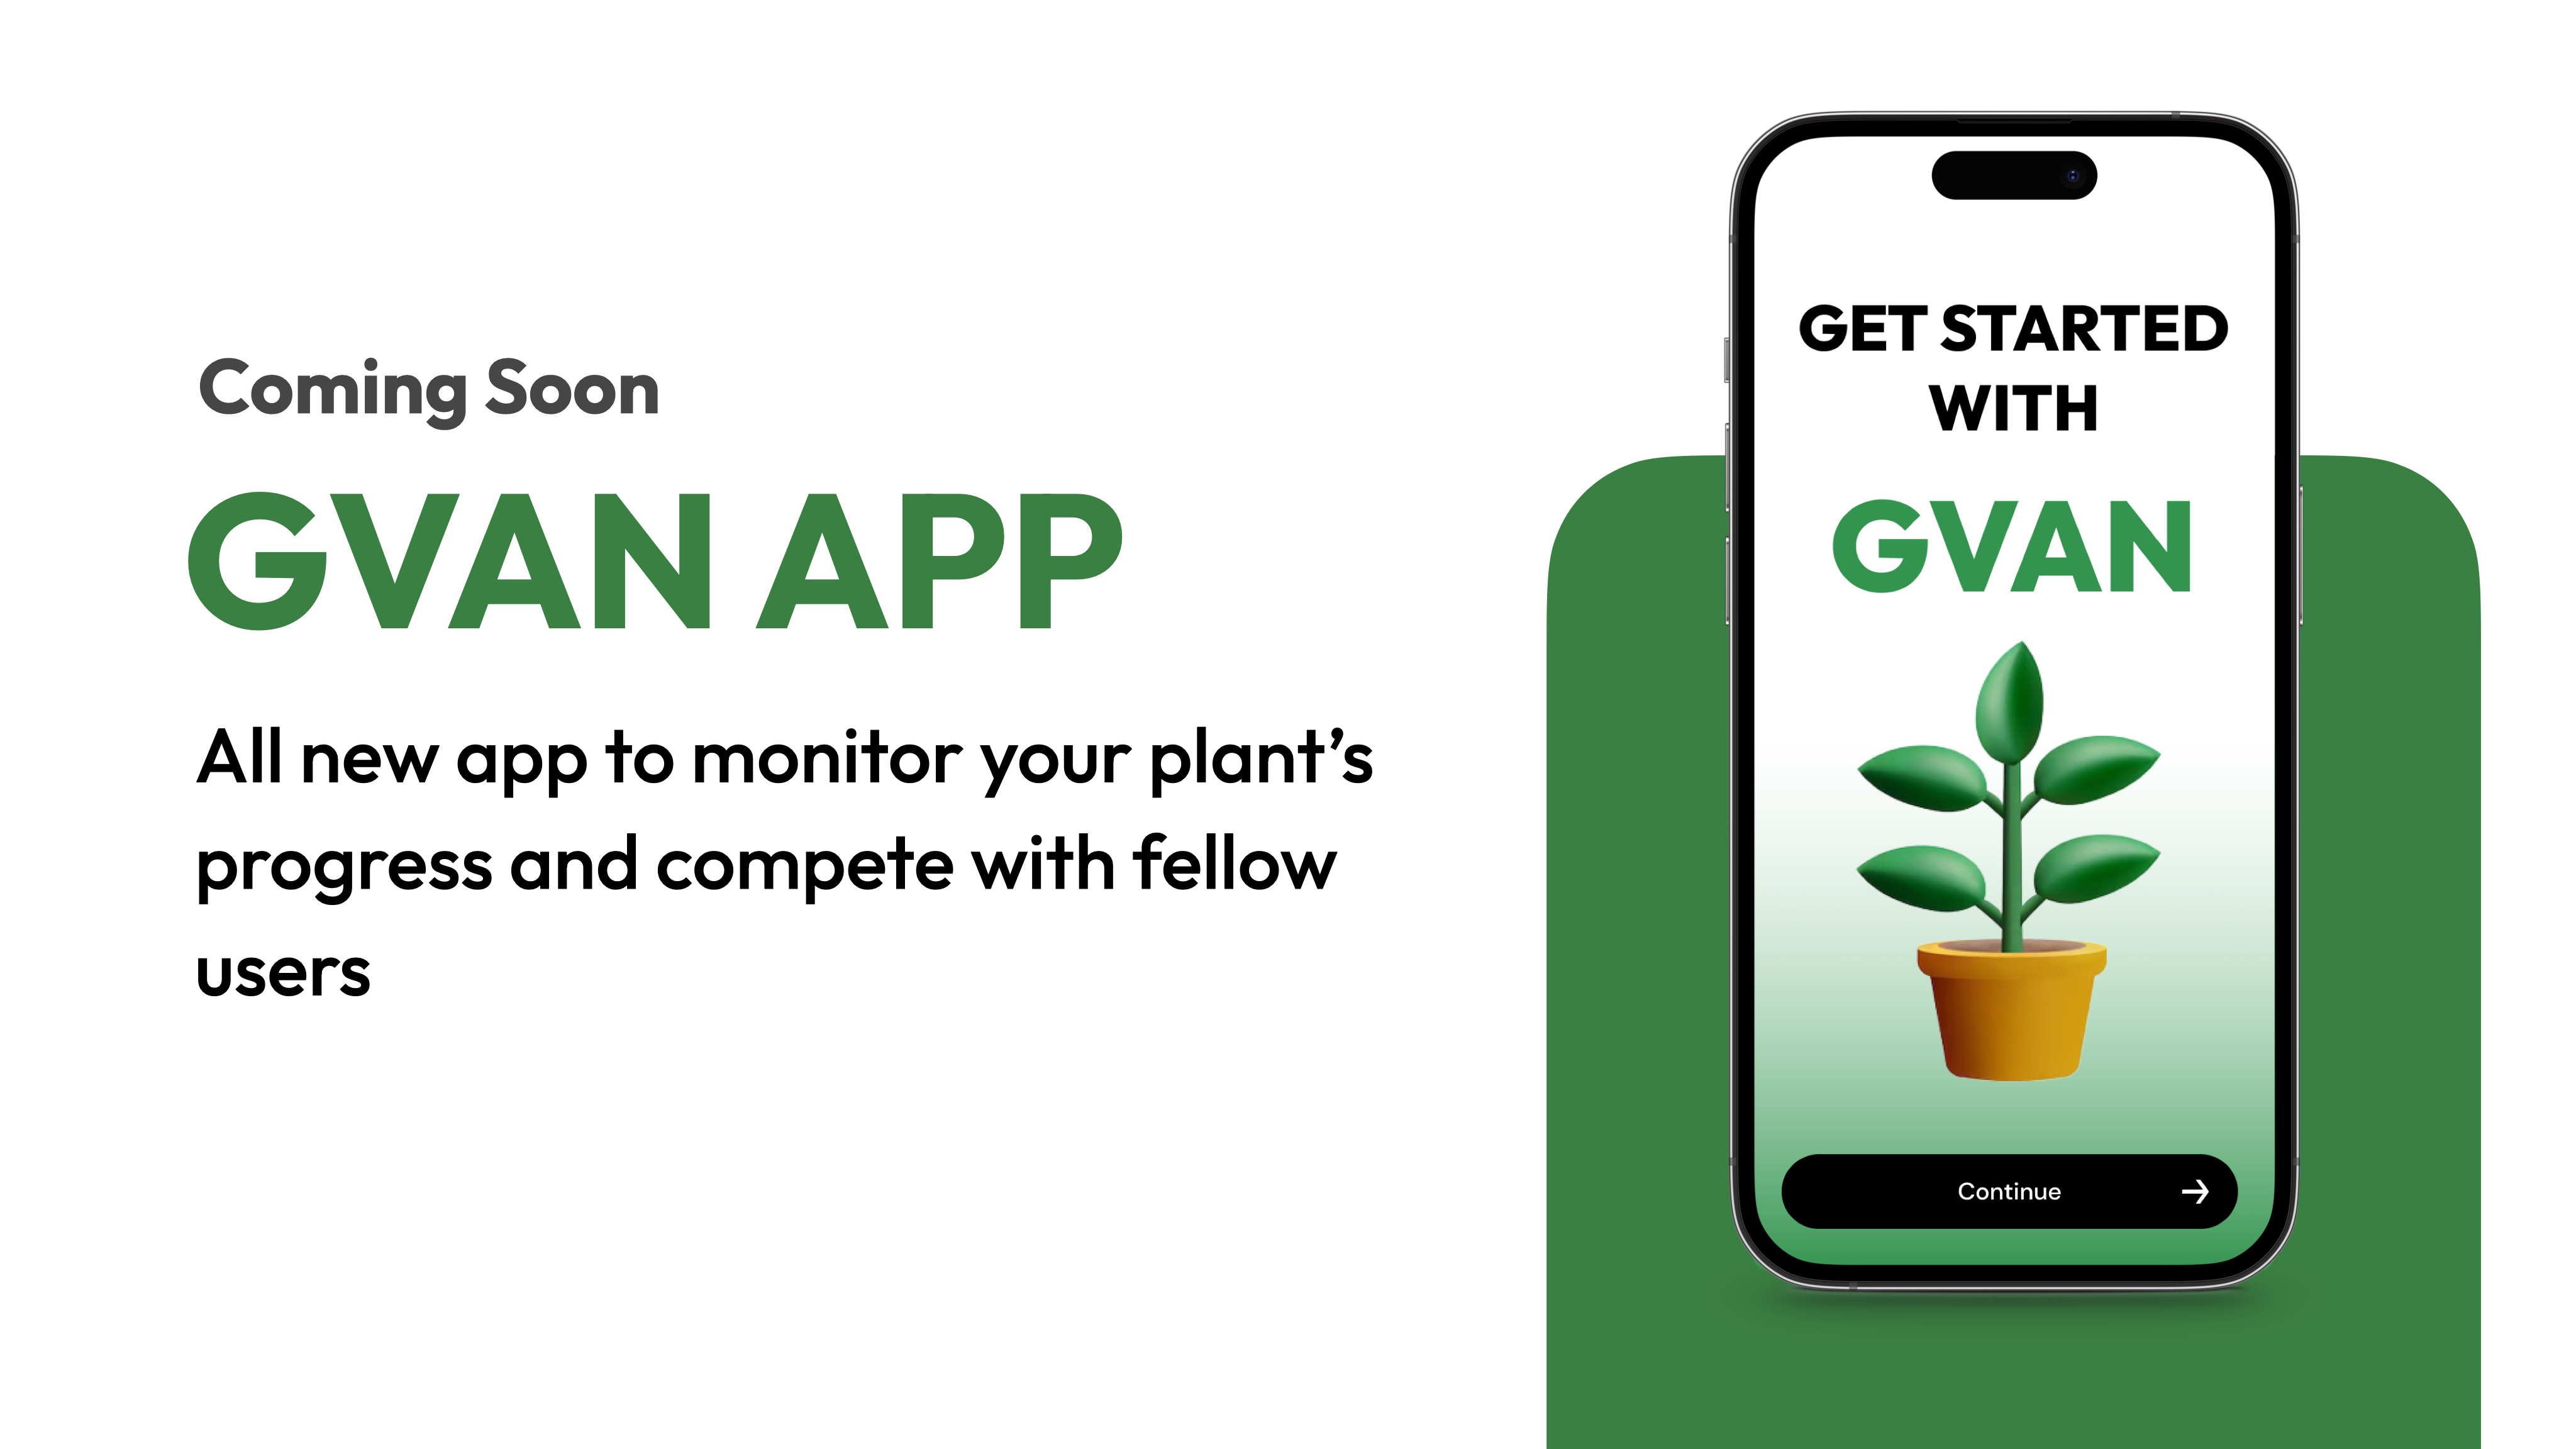 Coming Soon
GVAN APP
All new app to monitor your plant’s
progress and compete with fellow
users
GET STARTED
WITH
GVAN
Continue